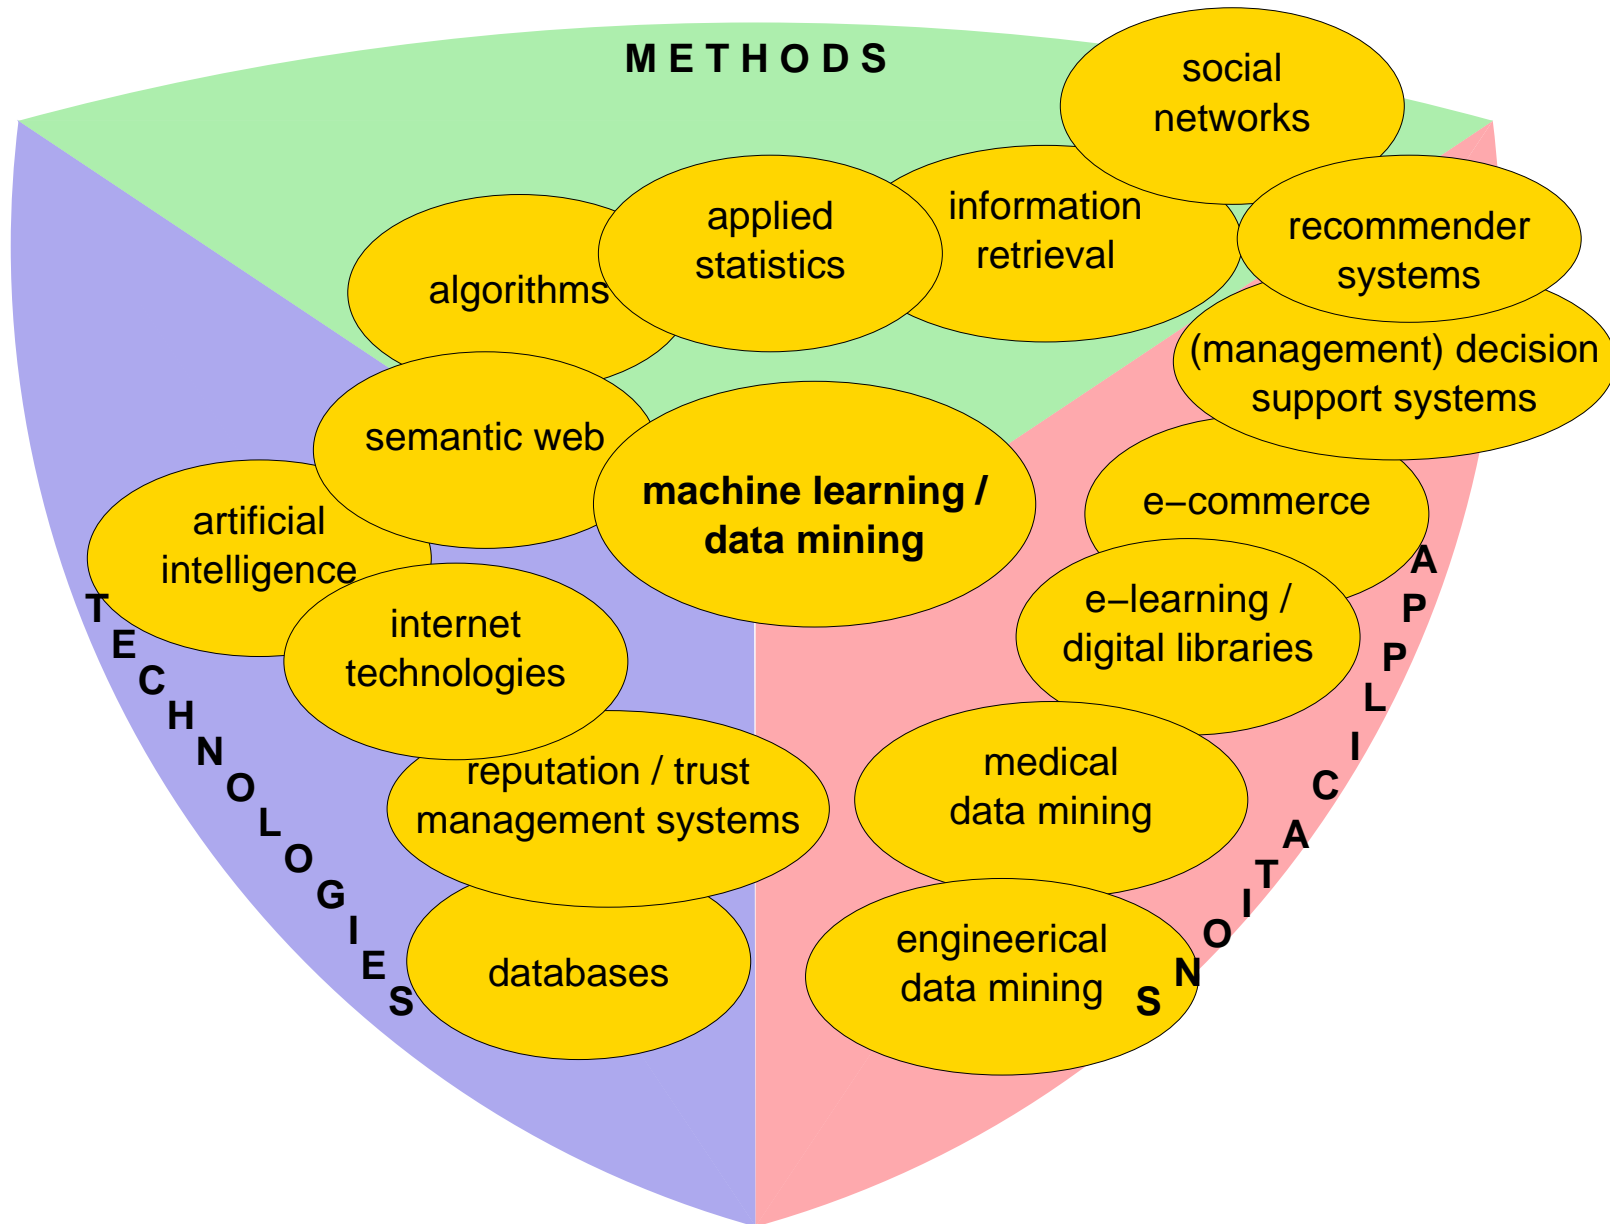 METHODS
social
networks
applied
statistics
information
retrieval
recommender
systems
algorithms
(management) decision
support systems
semantic web
machine learning /
data mining
e−commerce
artificial
intelligence
e−learning /
digital libraries
internet
technologies
medical
data mining
reputation / trust
management systems
engineerical
data mining
databases
TECHNOLOGIES
APPLICATIONS